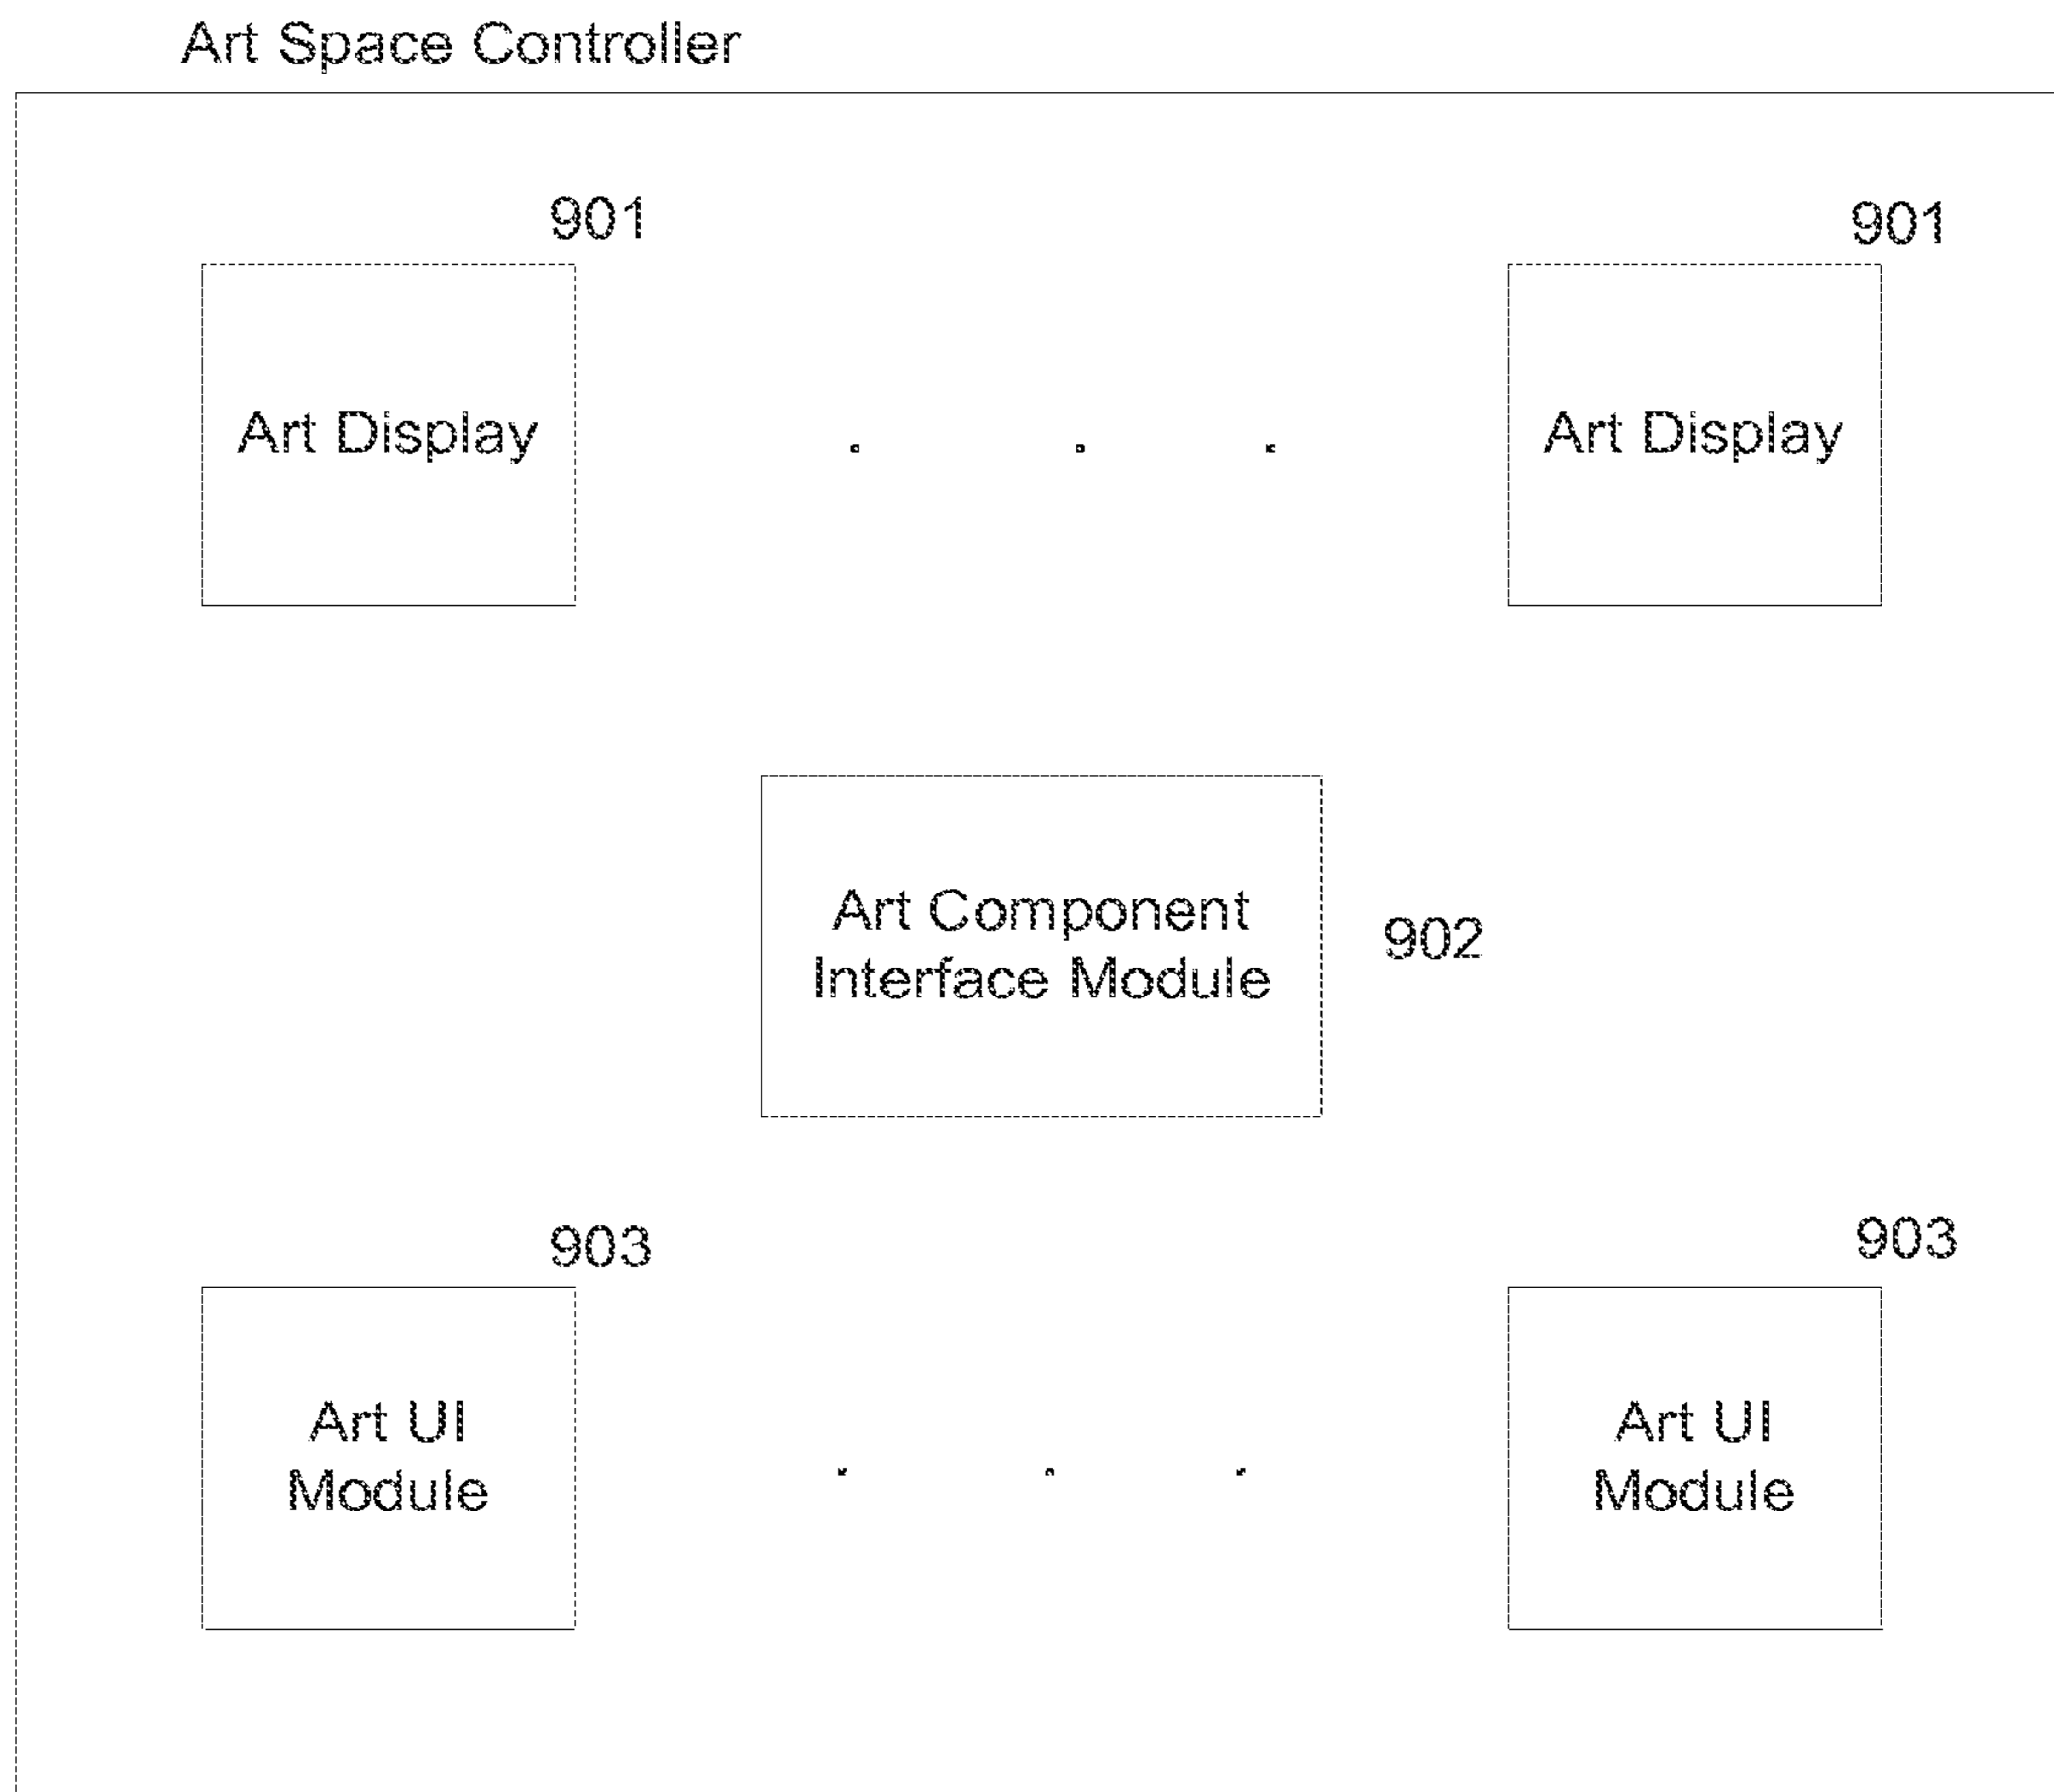 Art Space Controller
901
901
Art Display
Art Display
Art Component
Interface Module
902
903
903
Art UI
Module
Art UI
Module